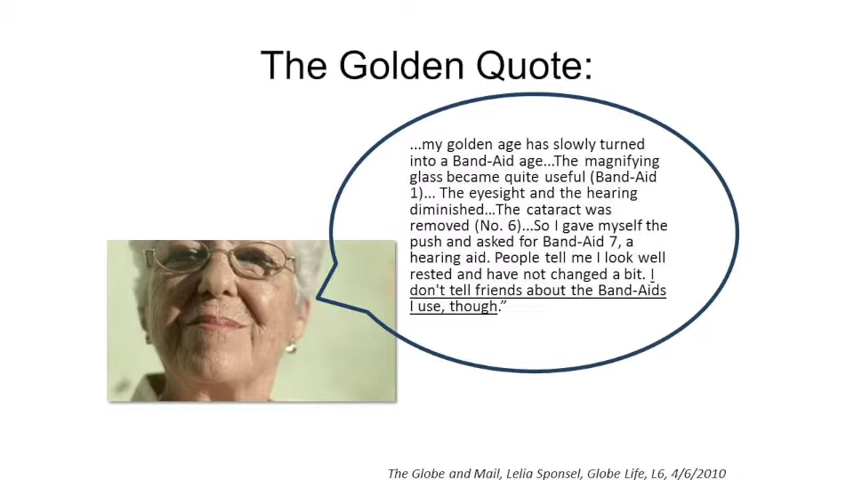 The Golden Quote:
...my golden age has slowly turned
into a Band-Aid age...The magnifying
glass became quite useful (Band-Aid
1)... The eyesight and the hearing
diminished...The cataract was
removed (No. 6)...So I gave myself the
push and asked for Band-Aid 7, a
hearing aid. People tell me I look well
rested and have not changed a bit. I
don't tell friends about the Band-Aids
I use, though.”
The Globe and Mail, Lelia Sponsel, Globe Life, L6, 4/6/2010